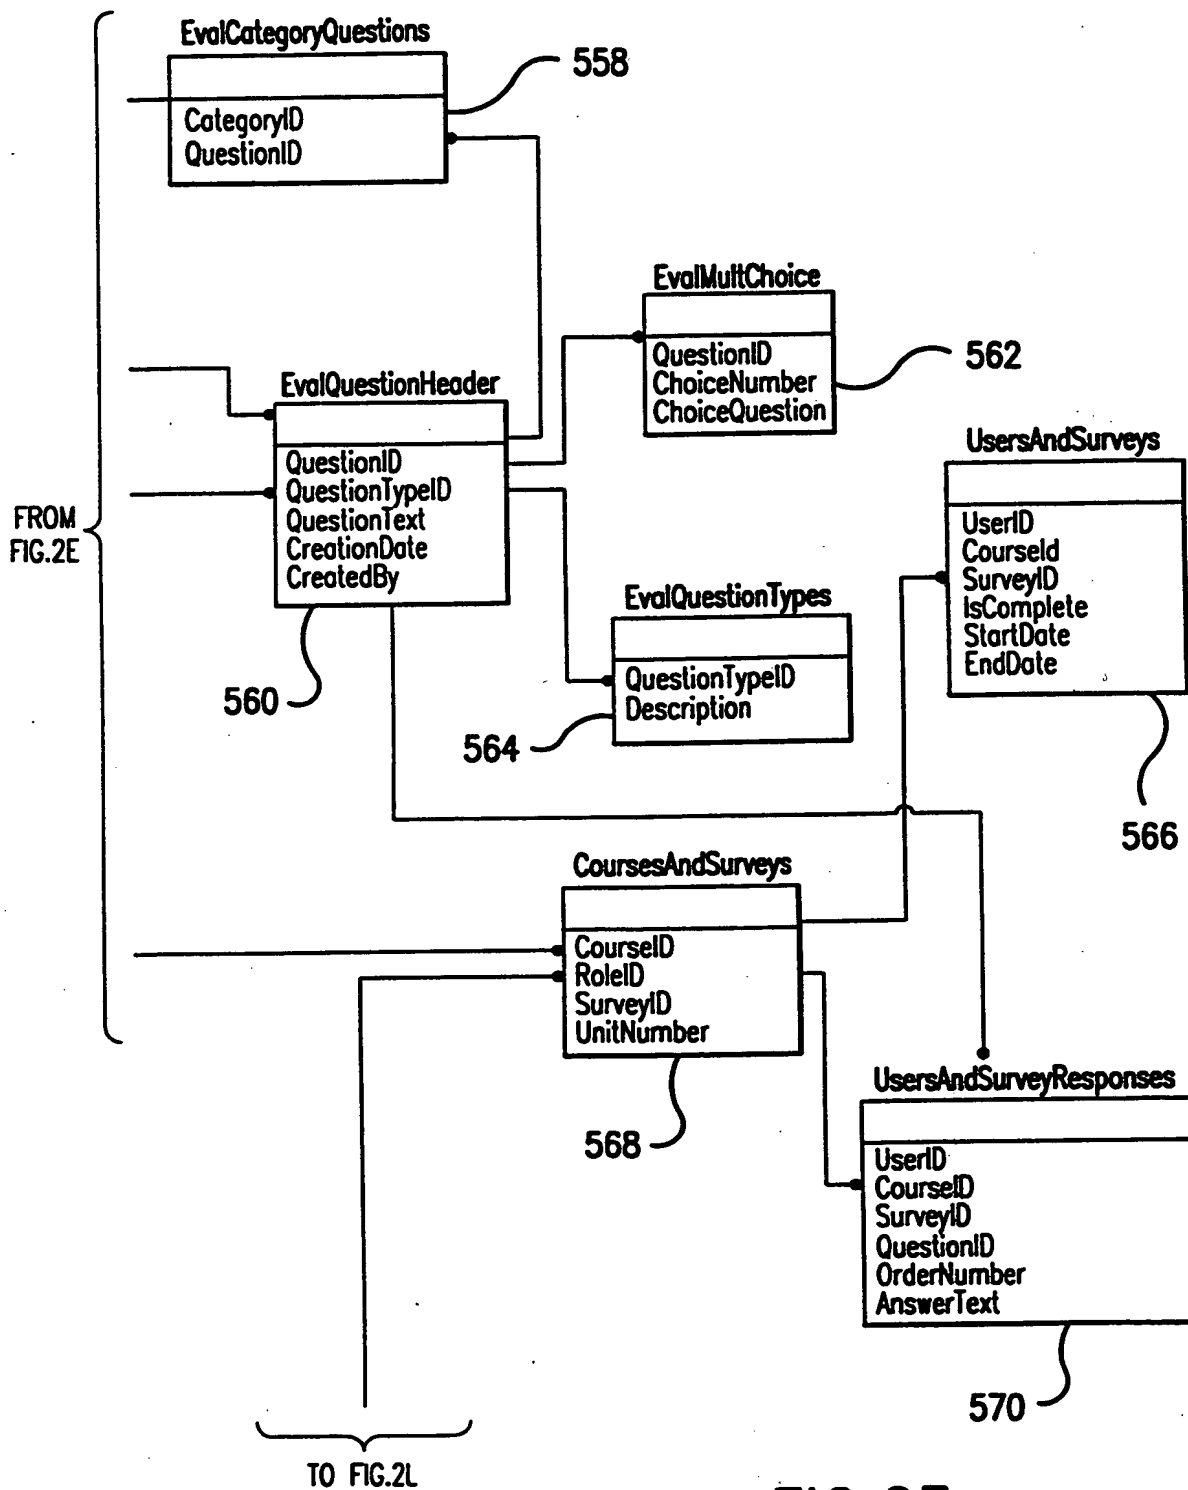 EvalCategoryQuestions
558
CategoryID
QuestionID
EvalMultChoice
562
QuestionID
ChoiceNumber
ChoiceQuestion
EvalQuestionHeader
QuestionID
QuestionTypeID
QuestionText
CreationDate
CreatedBy
560
FROM
FIG.2E
UsersAndSurveys
UserID
CourseId
SurveyID
IsComplete
StartDate
EndDate
566
EvalQuestionTypes
QuestionTypeID
Description
564
CoursesAndSurveys
CourseID
RoleID
SurveyID
UnitNumber
568
UsersAndSurveyResponses
UserID
CourseID
SurveyID
QuestionID
OrderNumber
AnswerText
570
TO FIG.2L